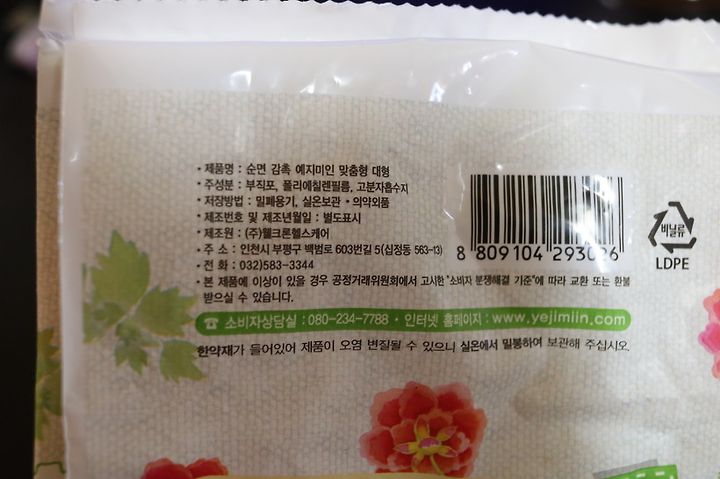 • 제품명 : 순면 감촉 예지미인 맞춤형 대형
• 주성분 : 부직포, 폴리에칠렌필름, 고분자흡수지
• 저장방법 : 밀폐용기, 실온보관 • 의약외품
• 제조번호 및 제조년월일 : 별도표시
• 제조원 : (주)웰크론헬스케어
• 주 소 : 인천시 부평구 백범로 603번길 5(십정동 563-13)
• 전 화 : 032)583-3344
• 본 제품에 이상이 있을 경우 공정거래위원회에서 고시한 "소비자 분쟁해결 기준"에 따라 교환 또는 환불
받으실 수 있습니다.
8 809104 293026
비닐류
LDPE
☎ 소비자상담실 : 080-234-7788 • 인터넷 홈페이지 : www.yejimiin.com
한약재가 들어있어 제품이 오염 변질될 수 있으니 실온에서 밀봉하여 보관해 주십시오.